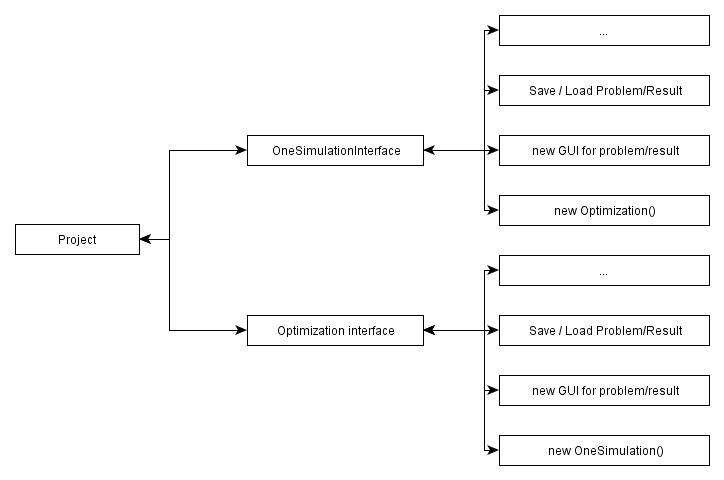 ...
Save / Load Problem/Result
OneSimulationInterface
new GUI for problem/result
new Optimization()
Project
...
Optimization interface
Save / Load Problem/Result
new GUI for problem/result
new OneSimulation()